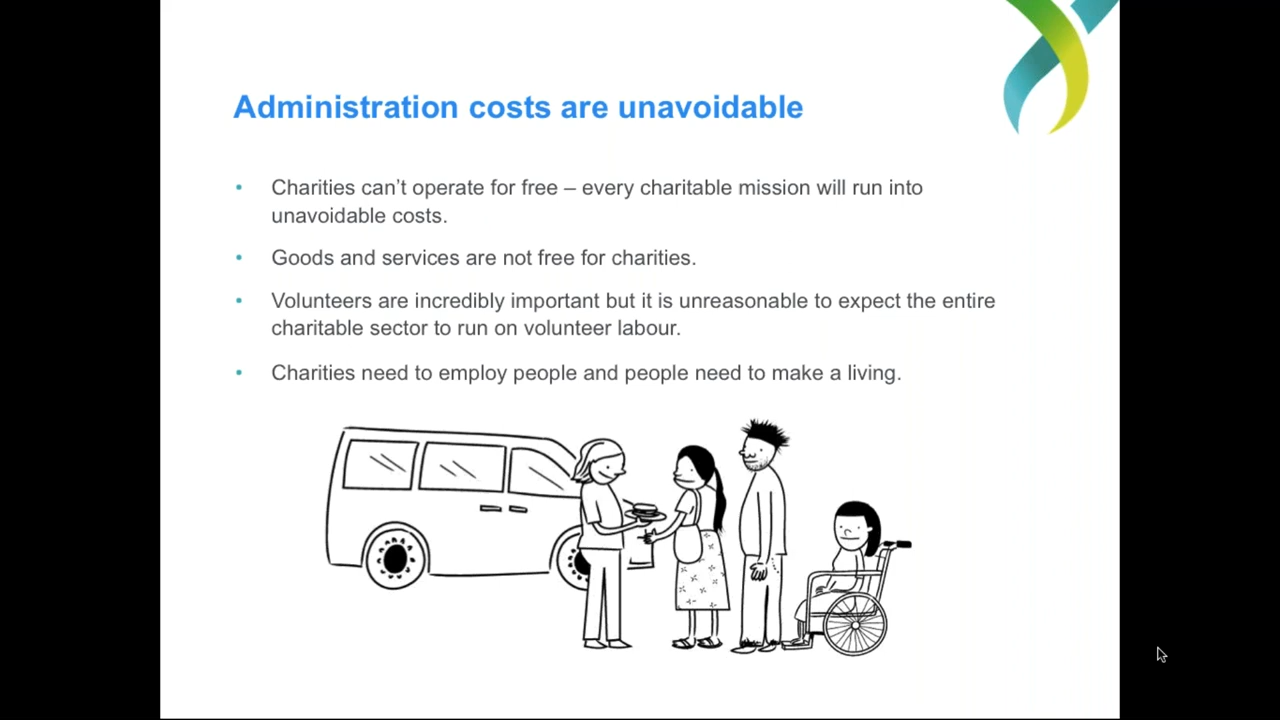 Administration costs are unavoidable
• Charities can’t operate for free – every charitable mission will run into
unavoidable costs.
• Goods and services are not free for charities.
• Volunteers are incredibly important but it is unreasonable to expect the entire
charitable sector to run on volunteer labour.
• Charities need to employ people and people need to make a living.